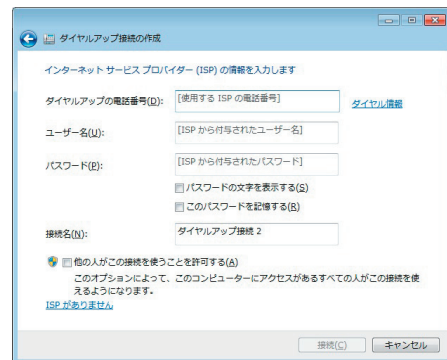 ダイヤルアップ接続の作成
インターネット サービス プロバイダー (ISP) の情報を入力します
ダイヤルアップの電話番号(D): [使用する ISP の電話番号] ダイヤル情報
ユーザー名(U): [ISP から付与されたユーザー名]
パスワード(P): [ISP から付与されたパスワード]
パスワードの文字を表示する(S)
このパスワードを記憶する(R)
接続名(N): ダイヤルアップ接続 2
他の人がこの接続を使うことを許可する(A)
このオプションによって、このコンピューターにアクセスがあるすべての人がこの接続を使
えるようになります。
ISP がありません
接続(C) キャンセル